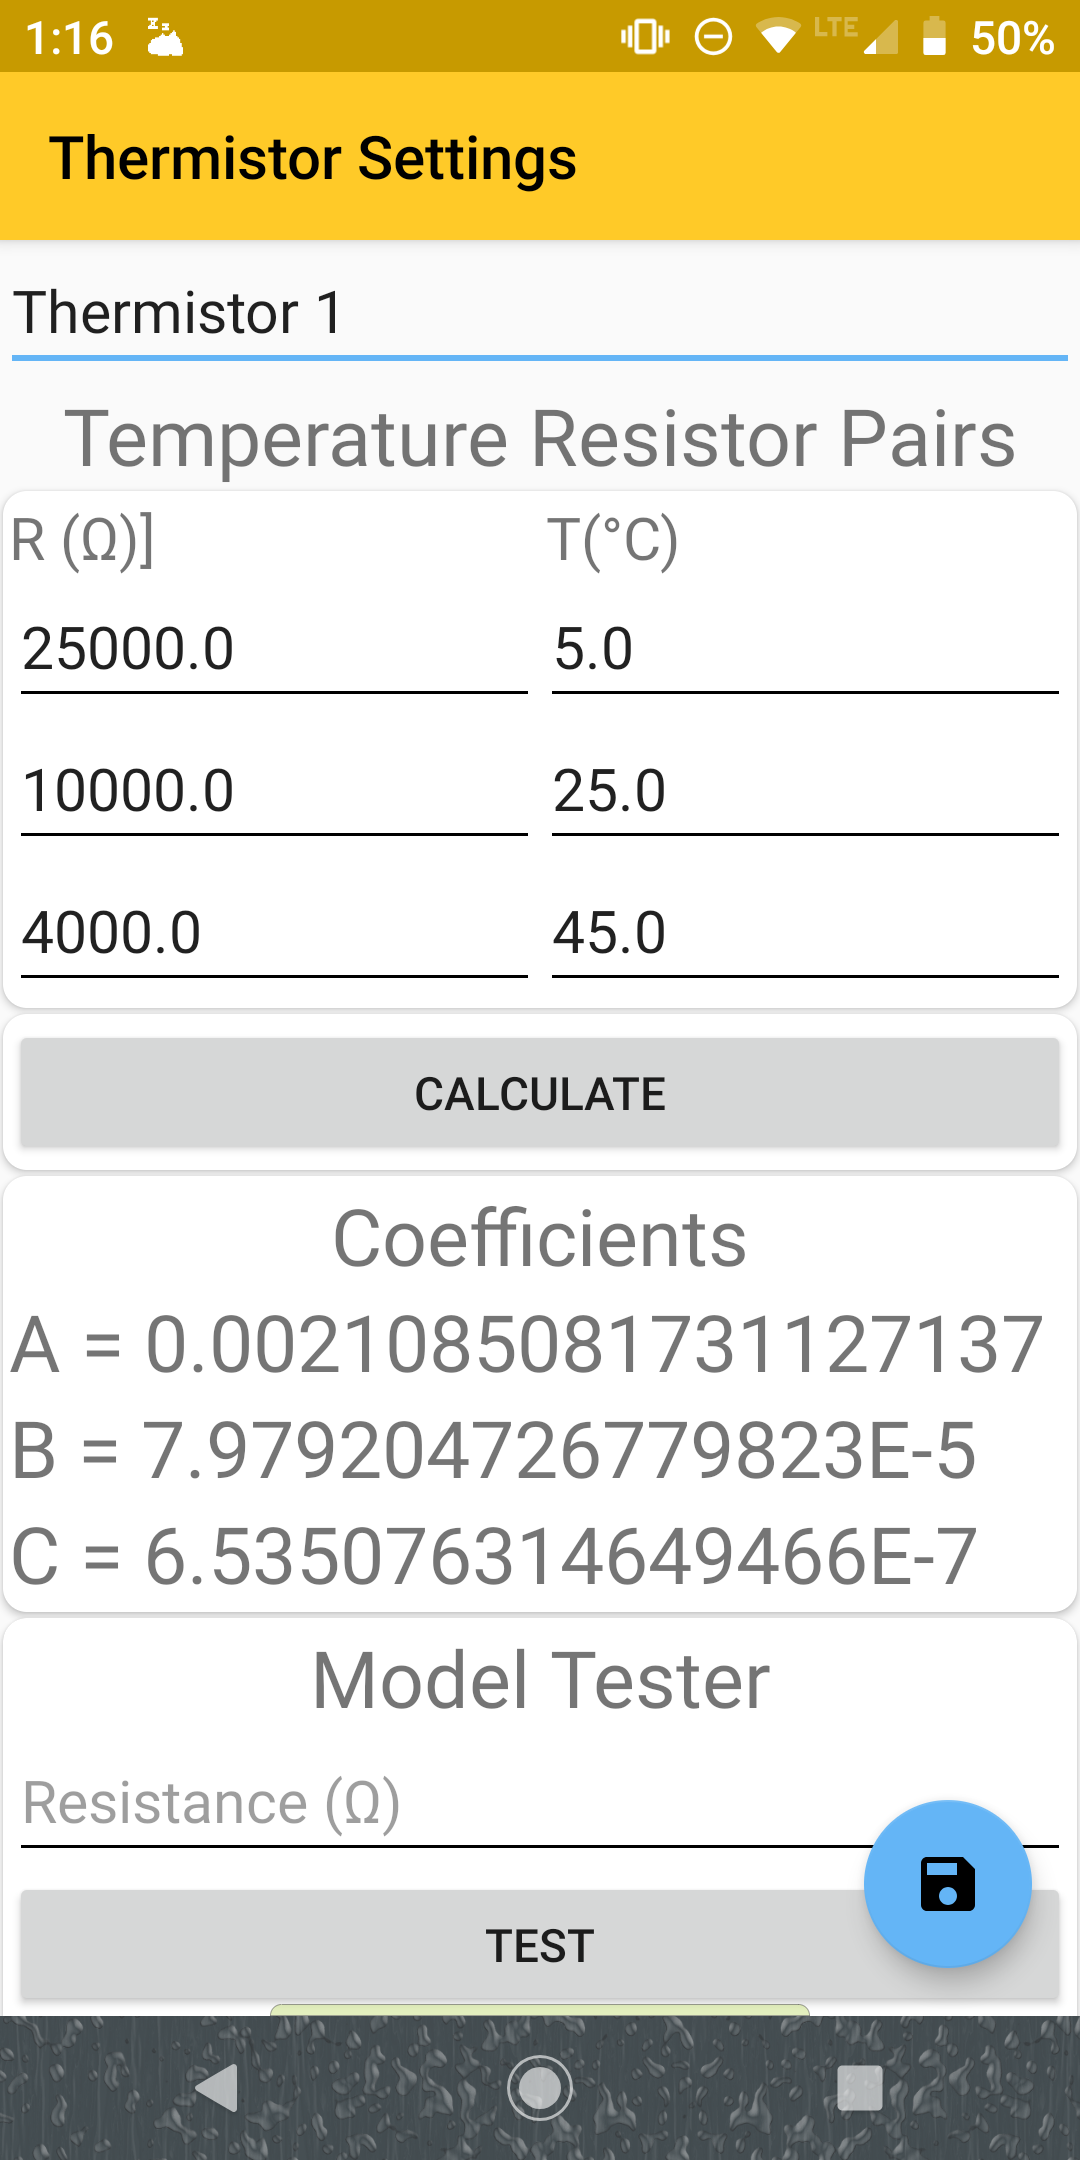 1:16 LTE 50%
Thermistor Settings
Thermistor 1
Temperature Resistor Pairs
R (Ω)] T(°C)
25000.0 5.0
10000.0 25.0
4000.0 45.0
CALCULATE
Coefficients
A = 0.0021085081731127137
B = 7.979204726779823E-5
C = 6.535076314649466E-7
Model Tester
Resistance (Ω)
TEST